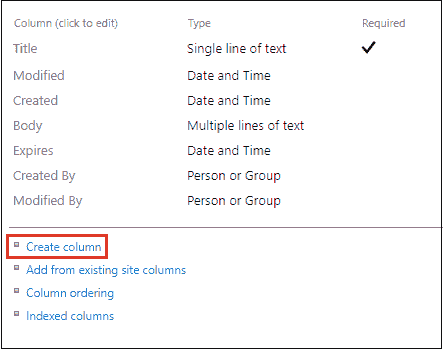 Column (click to edit) Type Required
Title Single line of text ✓
Modified Date and Time
Created Date and Time
Body Multiple lines of text
Expires Date and Time
Created By Person or Group
Modified By Person or Group
Create column
Add from existing site columns
Column ordering
Indexed columns